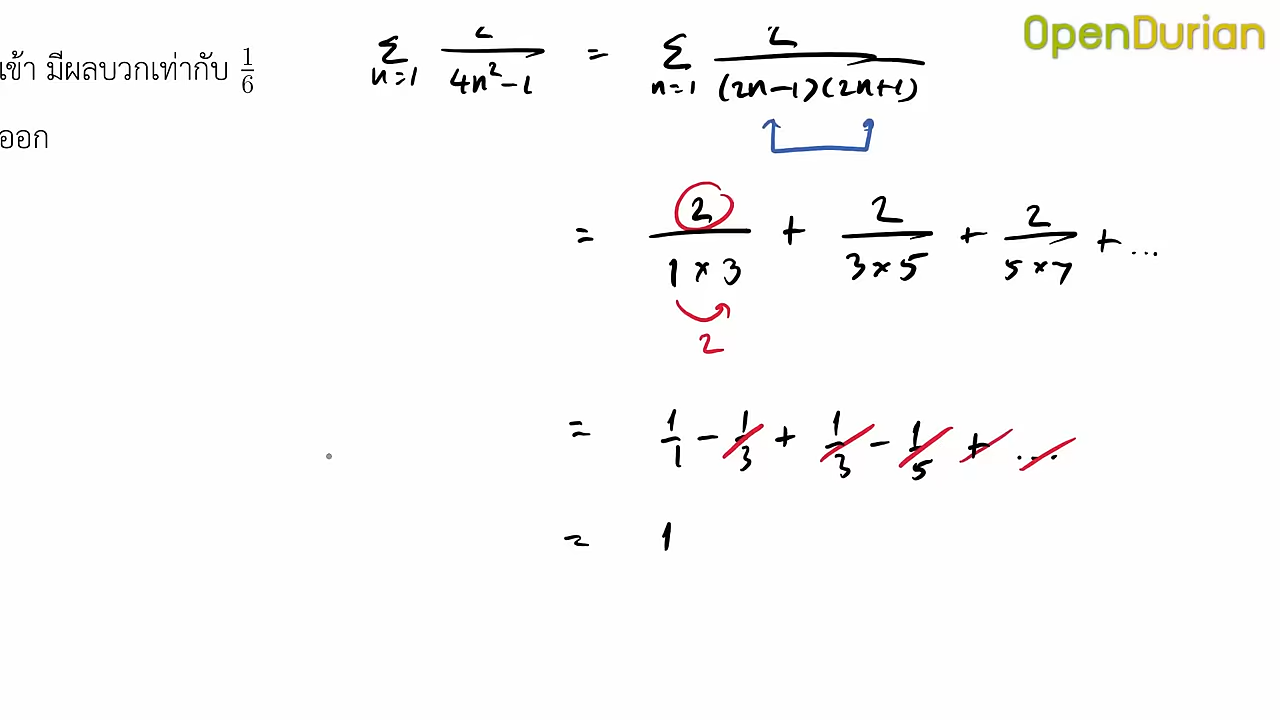 OpenDurian
เข้า มีผลบวกเท่ากับ 1/6
ออก
Σ n=1 2/(4n²-1) = Σ n=1 2/((2n-1)(2n+1))
= 2/(1×3) + 2/(3×5) + 2/(5×7) + ...
2
= 1/1 - 1/3 + 1/3 - 1/5 + ...
= 1